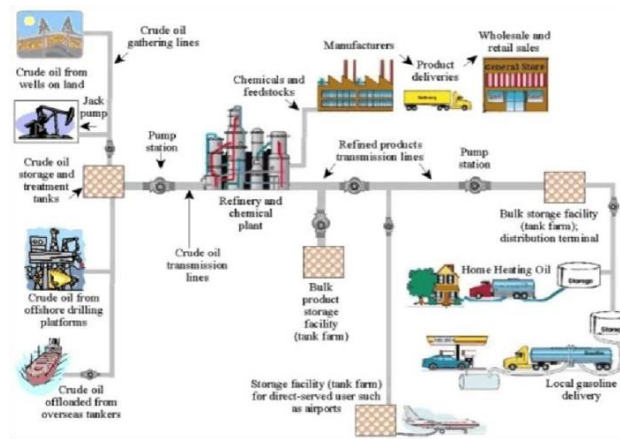 Crude oil
gathering lines
Crude oil from
wells on land
Jack
pump
Crude oil
storage and
treatment
tanks
Pump
station
Chemicals and
feedstocks
Manufacturers
Product
deliveries
Wholesale and
retail sales
General Store
Delivery
Refinery and
chemical
plant
Refined products
transmission lines
Pump
station
Crude oil
transmission
lines
Bulk storage facility
(tank farm);
distribution terminal
Crude oil from
offshore drilling
platforms
Bulk
product
storage
facility
(tank farm)
Home Heating Oil
Storage
Storage
Local gasoline
delivery
Crude oil
offloaded from
overseas tankers
Storage facility (tank farm)
for direct-served user such
as airports